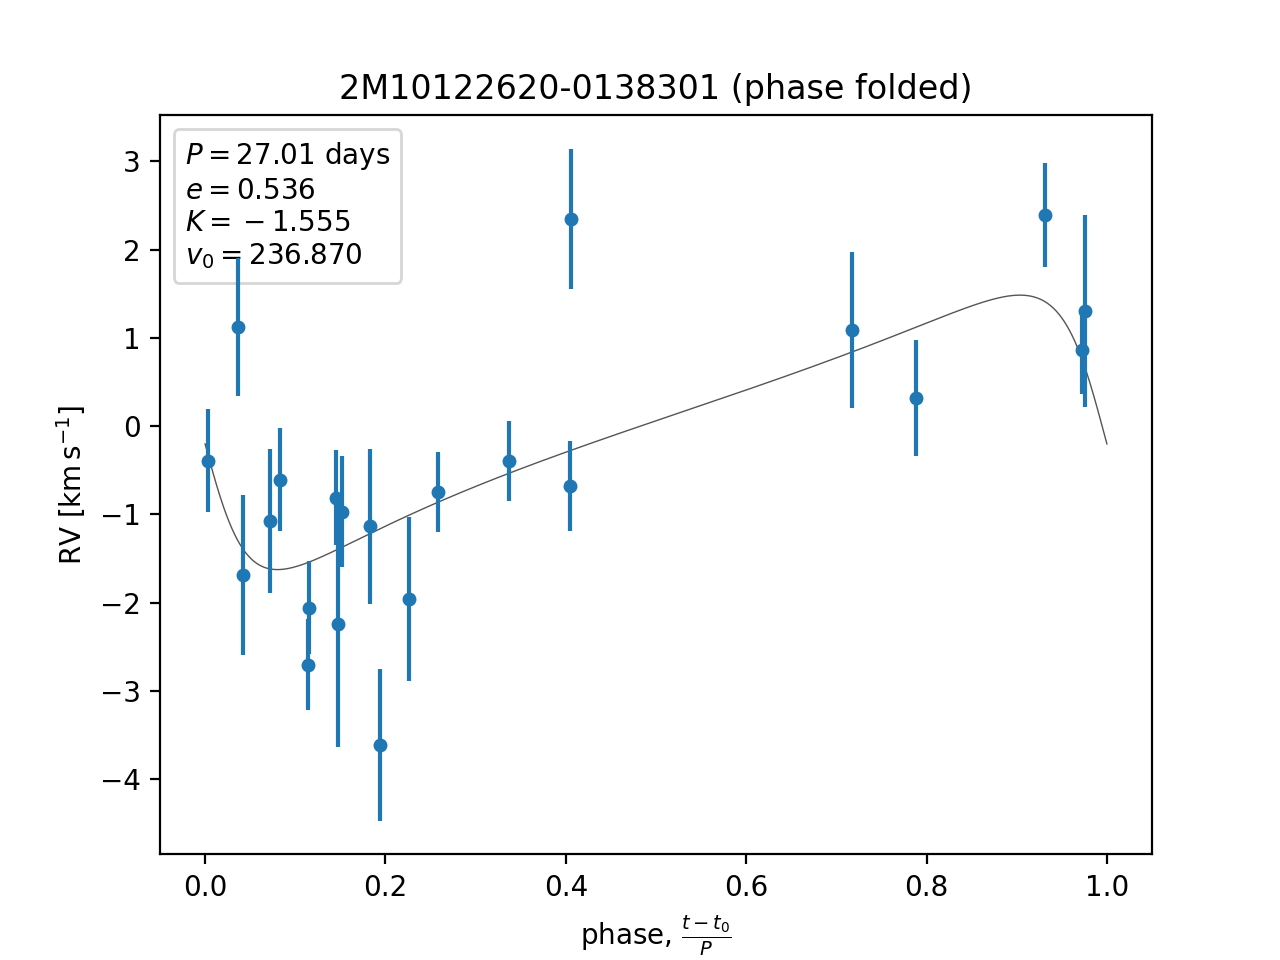 2M10122620-0138301 (phase folded)
P = 27.01 days
e = 0.536
K = −1.555
v₀ = 236.870
3
2
1
0
−1
−2
−3
−4
RV [km s⁻¹]
0.0 0.2 0.4 0.6 0.8 1.0
phase, (t − t₀)/P